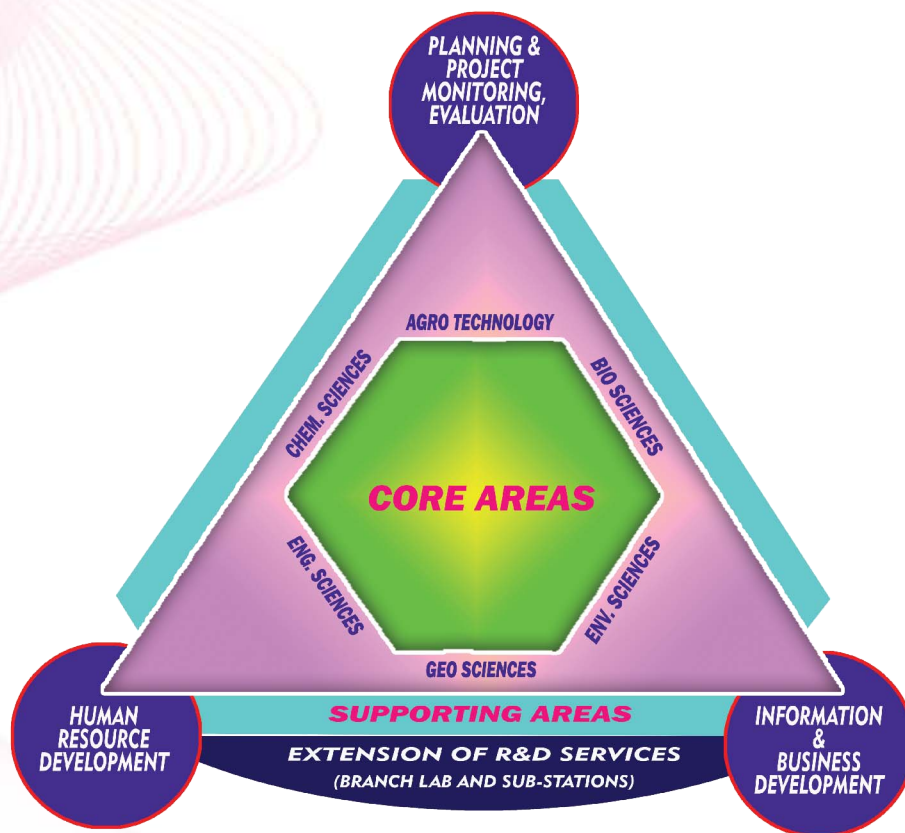 PLANNING &
PROJECT
MONITORING,
EVALUATION
AGRO TECHNOLOGY
CHEM. SCIENCES
BIO SCIENCES
CORE AREAS
ENG. SCIENCES
ENV. SCIENCES
GEO SCIENCES
HUMAN
RESOURCE
DEVELOPMENT
SUPPORTING AREAS
EXTENSION OF R&D SERVICES
(BRANCH LAB AND SUB-STATIONS)
INFORMATION
&
BUSINESS
DEVELOPMENT